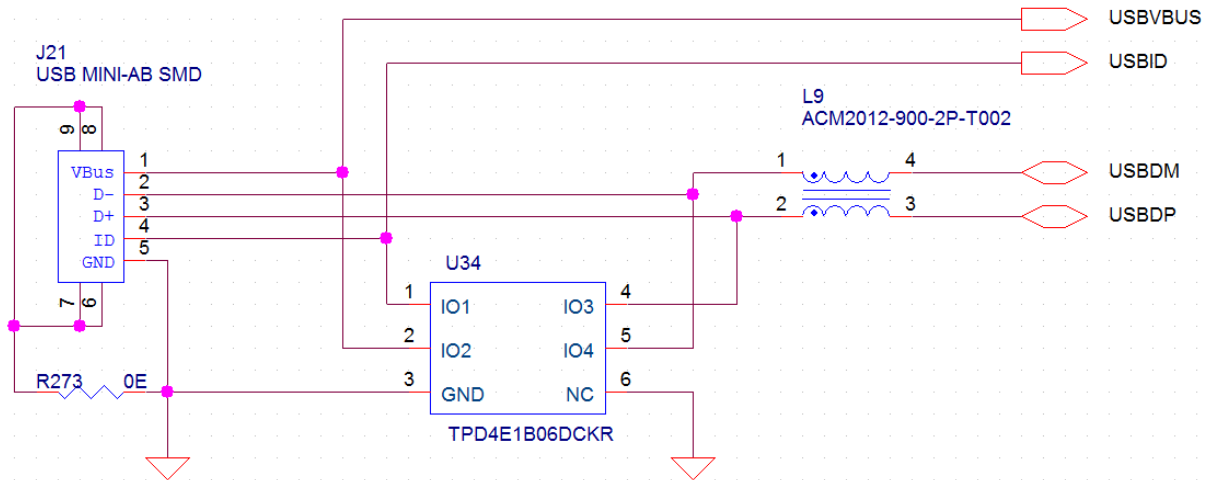 USBVBUS
J21
USB MINI-AB SMD
USBID
L9
ACM2012-900-2P-T002
9 8
1
VBus
2
D-
3
D+
4
ID
5
GND
7 6
1 4
USBDM
2 3
USBDP
U34
1 IO1 IO3 4
2 IO2 IO4 5
3 GND NC 6
R273 0E
TPD4E1B06DCKR